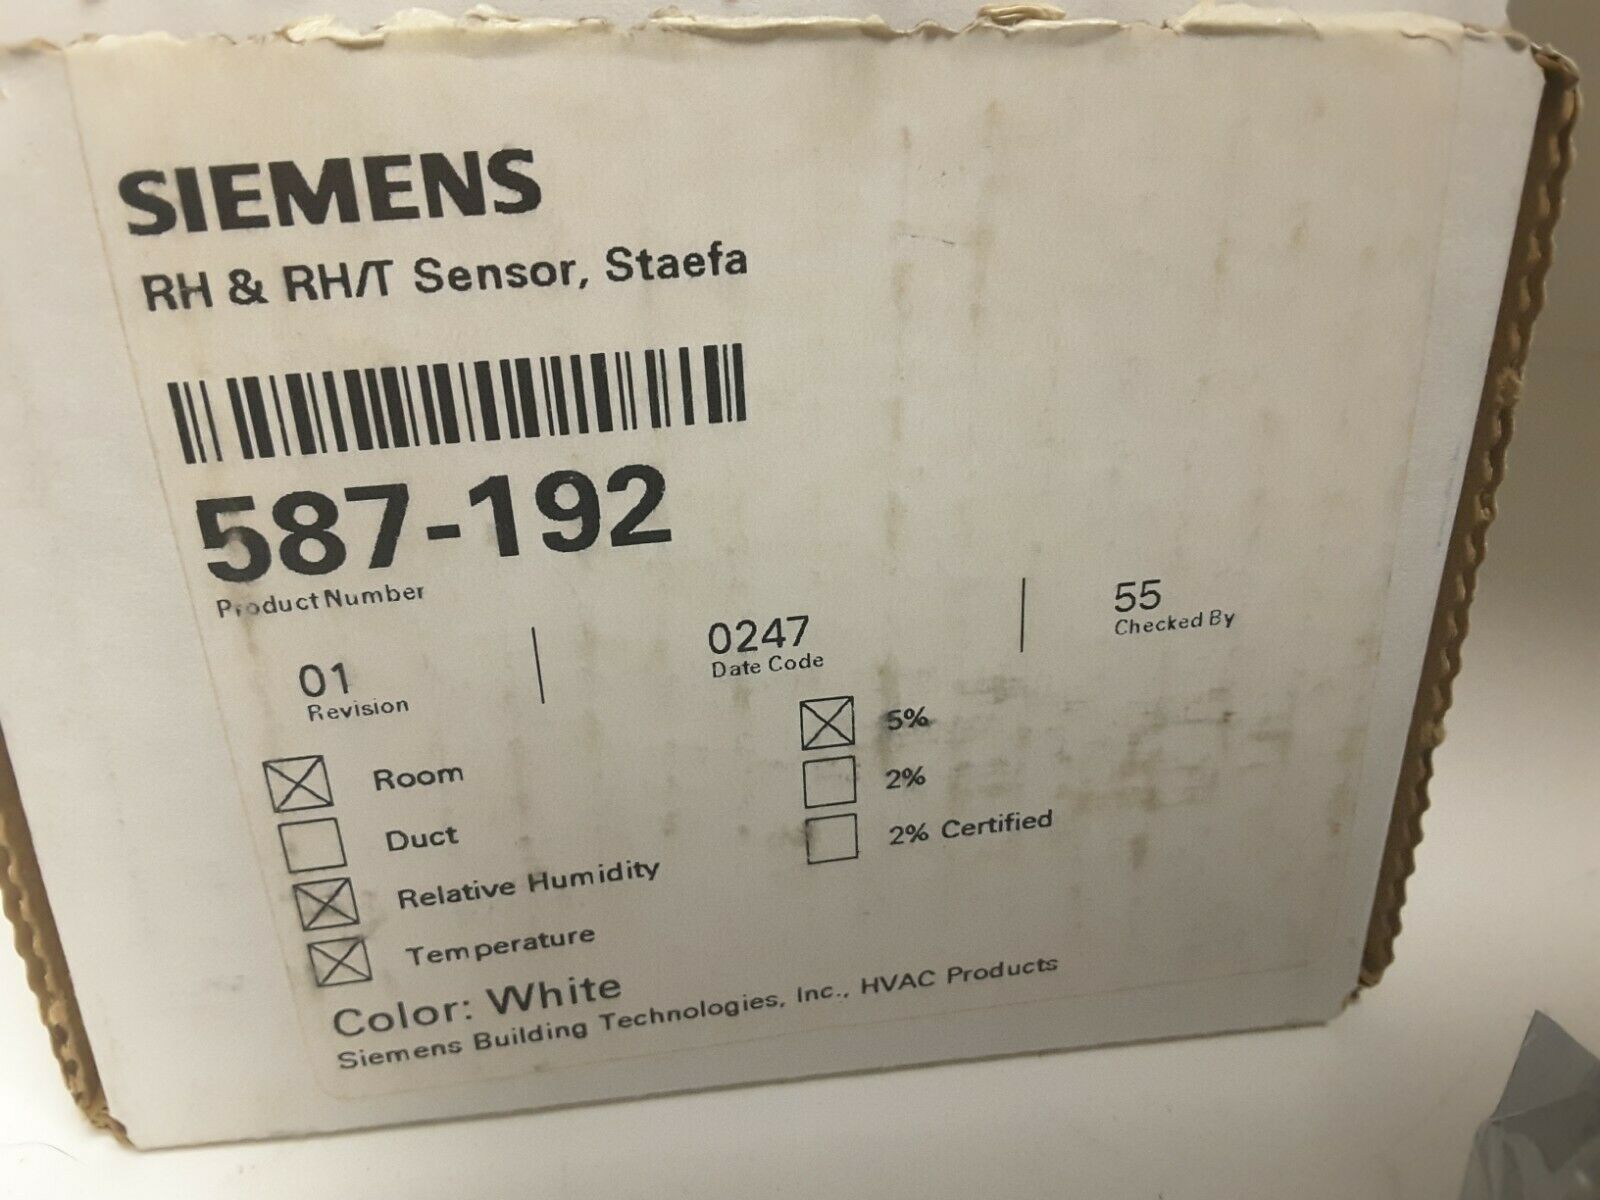 SIEMENS
RH & RH/T Sensor, Staefa
587-192
Product Number
01
Revision
0247
Date Code
55
Checked By
Room
Duct
Relative Humidity
Temperature
5%
2%
2% Certified
Color: White
Siemens Building Technologies, Inc., HVAC Products